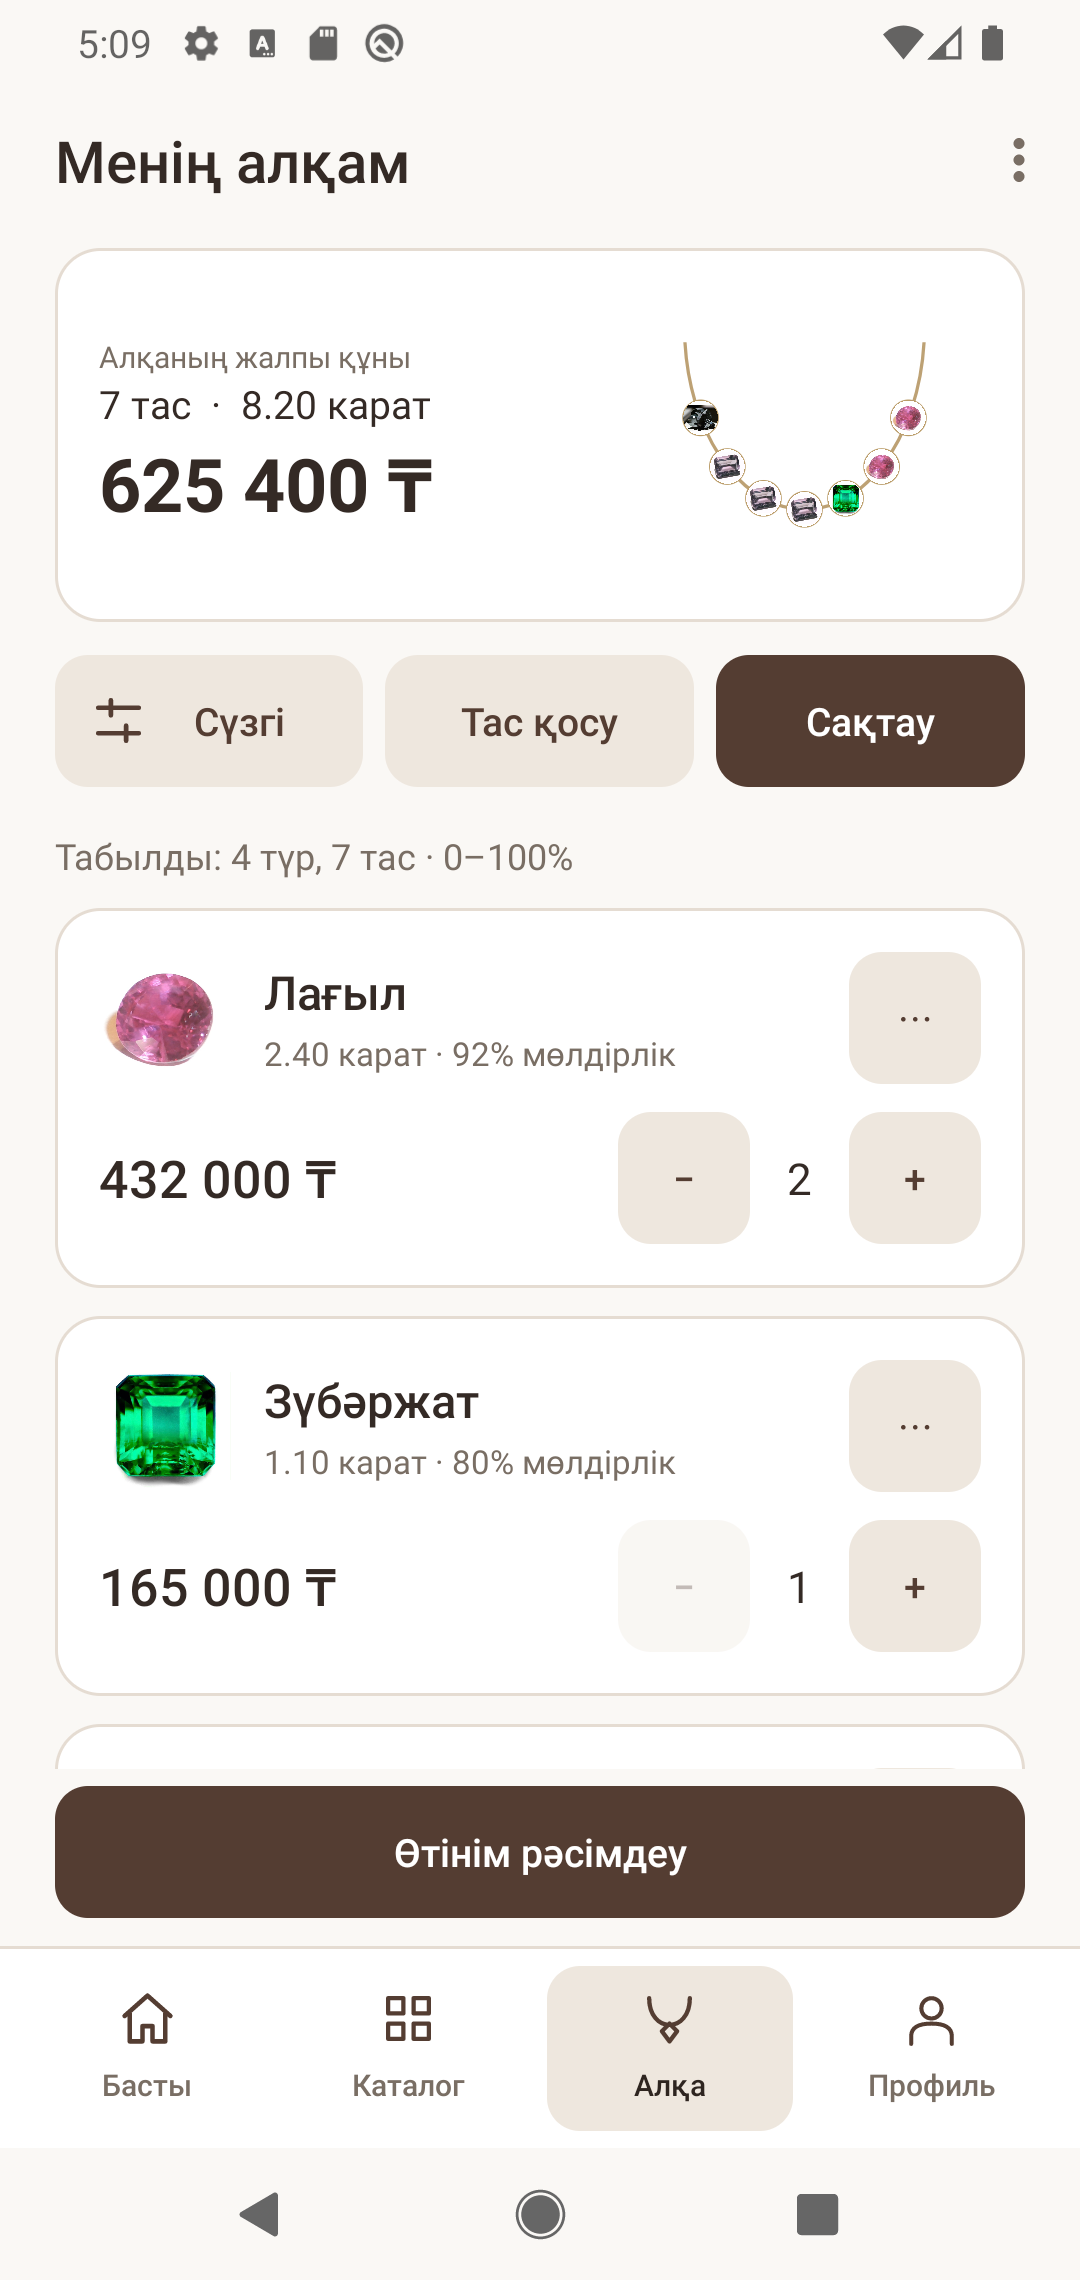 5:09
Менің алқам
Алқаның жалпы құны
7 тас · 8.20 карат
625 400 ₸
Сүзгі
Тас қосу
Сақтау
Табылды: 4 түр, 7 тас · 0–100%
Лағыл
...
2.40 карат · 92% мөлдірлік
432 000 ₸
−
2
+
Зүбәржат
...
1.10 карат · 80% мөлдірлік
165 000 ₸
−
1
+
Өтінім рәсімдеу
Басты
Каталог
Алқа
Профиль